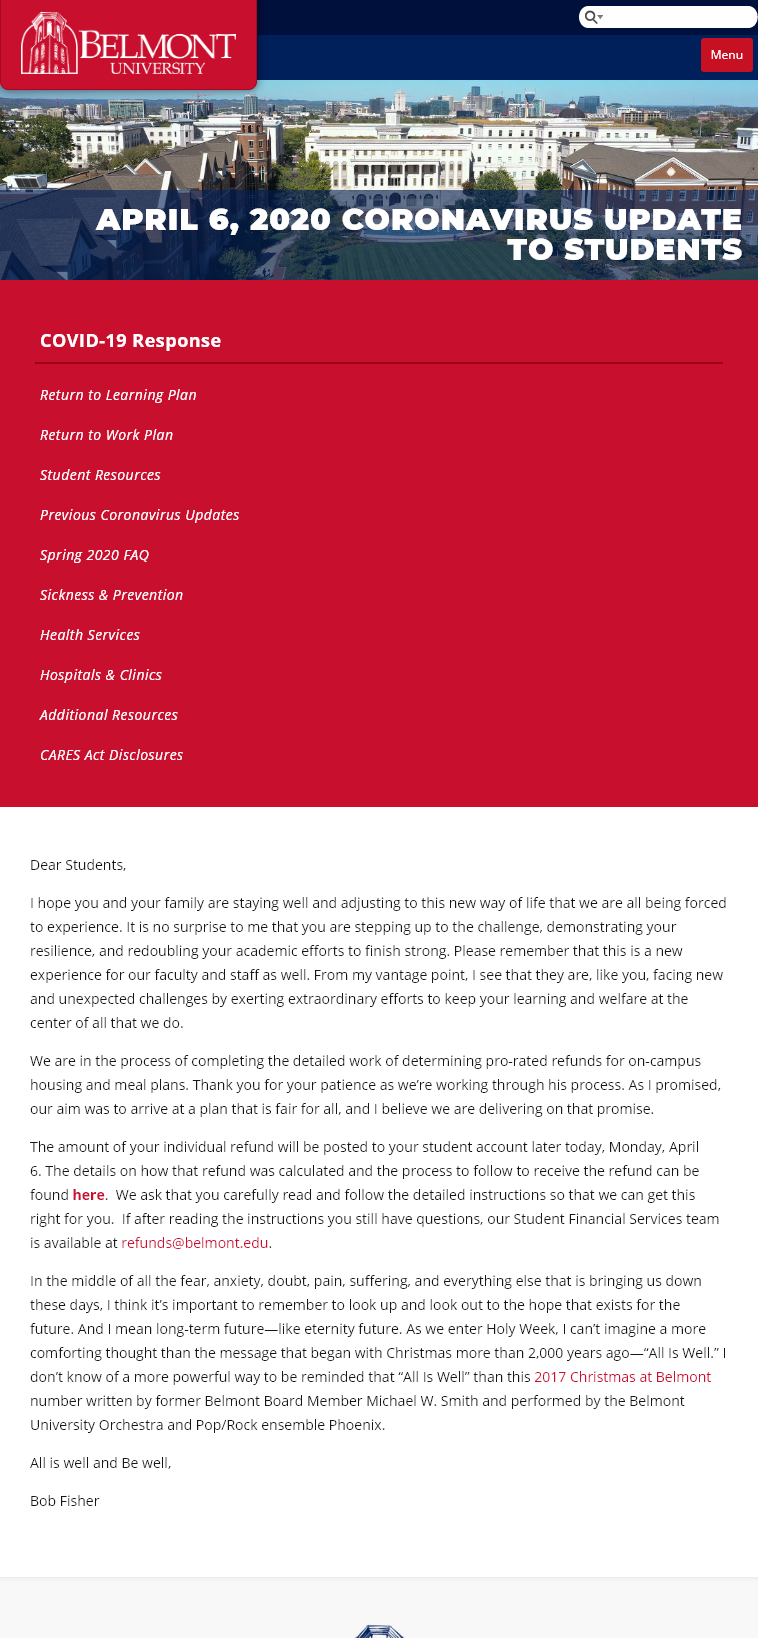 BELMONT
UNIVERSITY
Menu
APRIL 6, 2020 CORONAVIRUS UPDATE
TO STUDENTS
COVID-19 Response
Return to Learning Plan
Return to Work Plan
Student Resources
Previous Coronavirus Updates
Spring 2020 FAQ
Sickness & Prevention
Health Services
Hospitals & Clinics
Additional Resources
CARES Act Disclosures
Dear Students,
I hope you and your family are staying well and adjusting to this new way of life that we are all being forced
to experience. It is no surprise to me that you are stepping up to the challenge, demonstrating your
resilience, and redoubling your academic efforts to finish strong. Please remember that this is a new
experience for our faculty and staff as well. From my vantage point, I see that they are, like you, facing new
and unexpected challenges by exerting extraordinary efforts to keep your learning and welfare at the
center of all that we do.
We are in the process of completing the detailed work of determining pro-rated refunds for on-campus
housing and meal plans. Thank you for your patience as we’re working through his process. As I promised,
our aim was to arrive at a plan that is fair for all, and I believe we are delivering on that promise.
The amount of your individual refund will be posted to your student account later today, Monday, April
6. The details on how that refund was calculated and the process to follow to receive the refund can be
found here.  We ask that you carefully read and follow the detailed instructions so that we can get this
right for you.  If after reading the instructions you still have questions, our Student Financial Services team
is available at refunds@belmont.edu.
In the middle of all the fear, anxiety, doubt, pain, suffering, and everything else that is bringing us down
these days, I think it’s important to remember to look up and look out to the hope that exists for the
future. And I mean long-term future—like eternity future. As we enter Holy Week, I can’t imagine a more
comforting thought than the message that began with Christmas more than 2,000 years ago—“All Is Well.” I
don’t know of a more powerful way to be reminded that “All Is Well” than this 2017 Christmas at Belmont
number written by former Belmont Board Member Michael W. Smith and performed by the Belmont
University Orchestra and Pop/Rock ensemble Phoenix.
All is well and Be well,
Bob Fisher